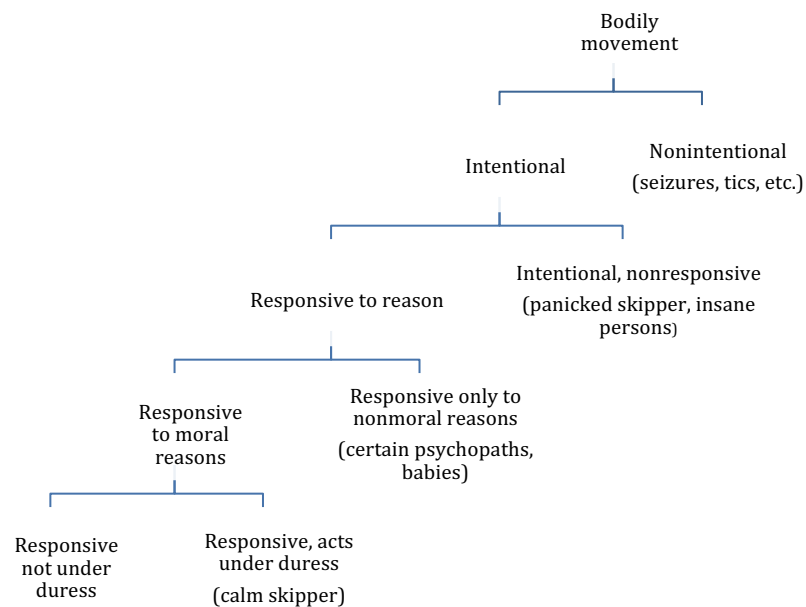 Bodily
movement
Intentional
Nonintentional
(seizures, tics, etc.)
Responsive to reason
Intentional, nonresponsive
(panicked skipper, insane
persons)
Responsive
to moral
reasons
Responsive only to
nonmoral reasons
(certain psychopaths,
babies)
Responsive
not under
duress
Responsive, acts
under duress
(calm skipper)